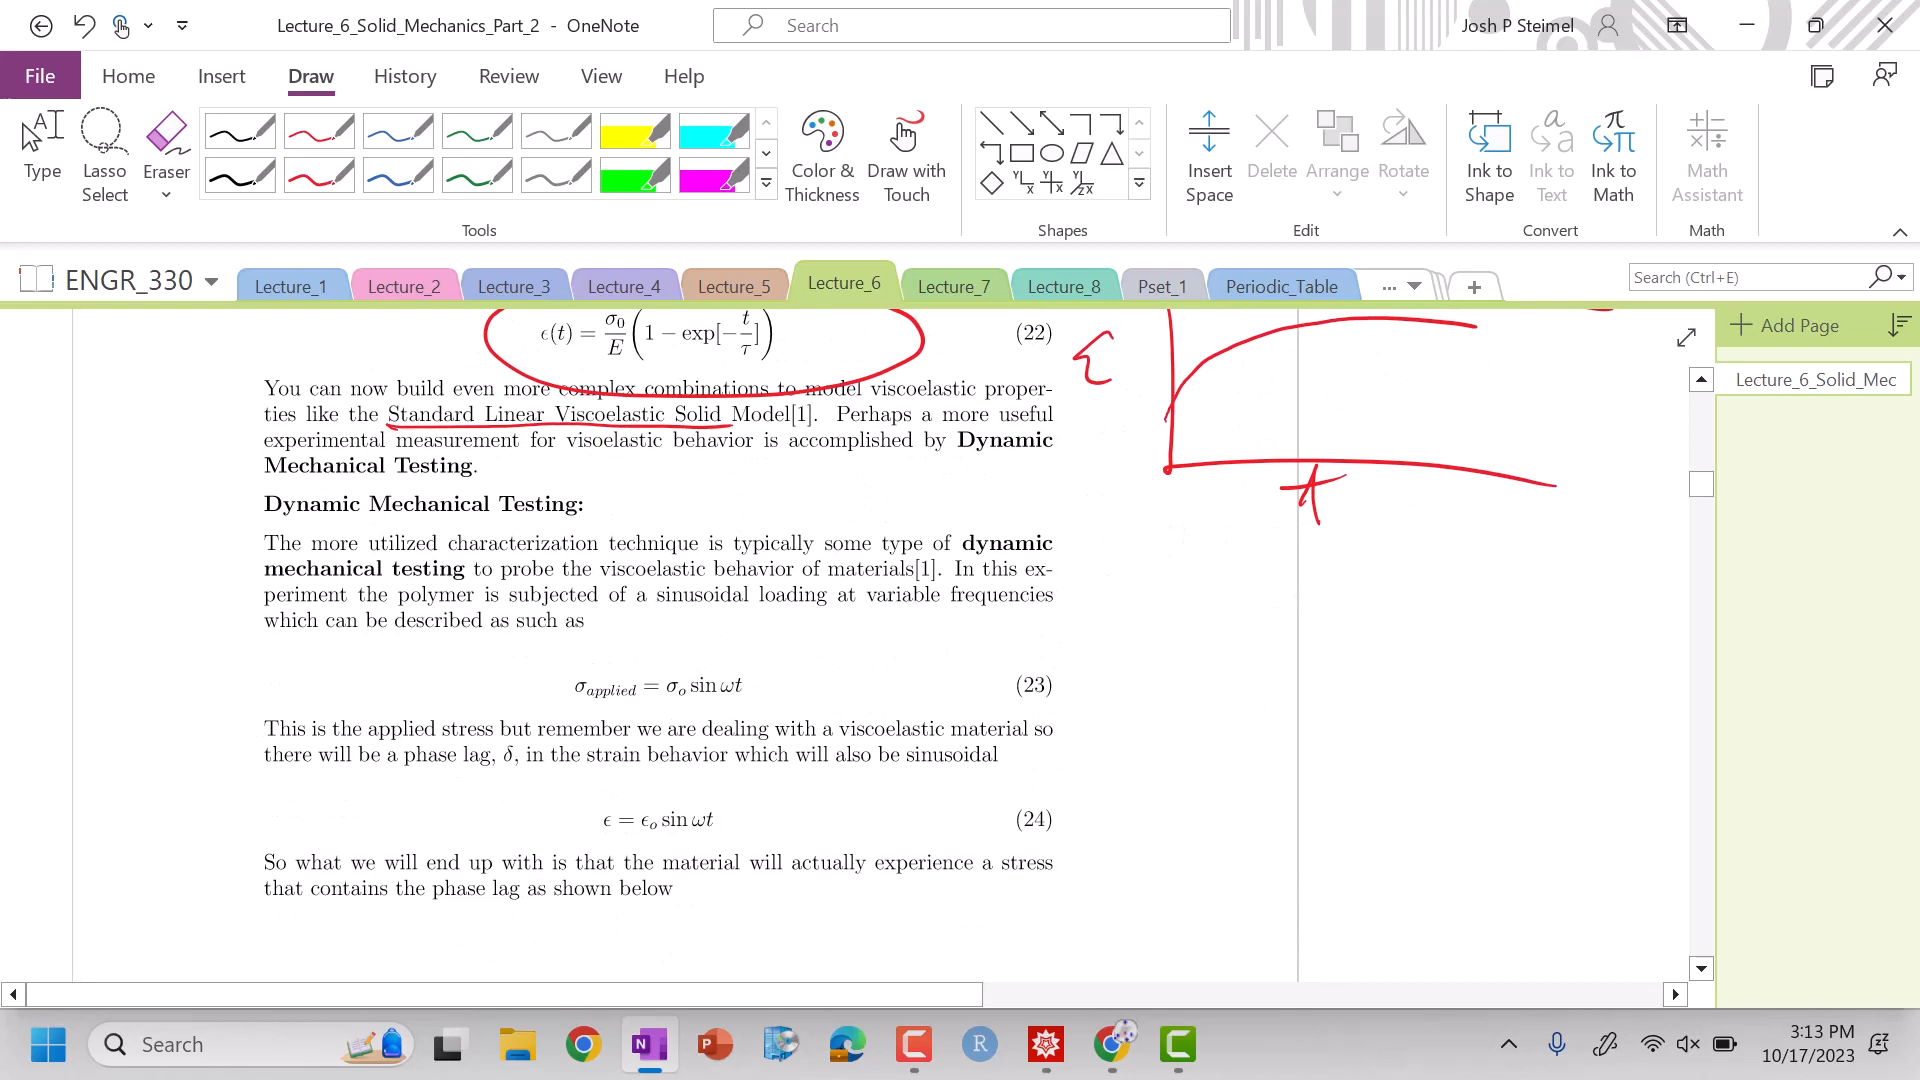 Lecture_6_Solid_Mechanics_Part_2 - OneNote
Search
Josh P Steimel
File Home Insert Draw History Review View Help
Type
Lasso Select
Eraser
Color & Thickness
Draw with Touch
Insert Space
Delete
Arrange
Rotate
Ink to Shape
Ink to Text
Ink to Math
Math Assistant
Tools
Shapes
Edit
Convert
Math
ENGR_330
Lecture_1 Lecture_2 Lecture_3 Lecture_4 Lecture_5 Lecture_6 Lecture_7 Lecture_8 Pset_1 Periodic_Table ...
Search (Ctrl+E)
Add Page
Lecture_6_Solid_Mec
ϵ(t) = σ₀/E (1 − exp[−t/τ]) (22)
You can now build even more complex combinations to model viscoelastic proper-
ties like the Standard Linear Viscoelastic Solid Model[1]. Perhaps a more useful
experimental measurement for visoelastic behavior is accomplished by Dynamic
Mechanical Testing.
Dynamic Mechanical Testing:
The more utilized characterization technique is typically some type of dynamic
mechanical testing to probe the viscoelastic behavior of materials[1]. In this ex-
periment the polymer is subjected of a sinusoidal loading at variable frequencies
which can be described as such as
σ_applied = σ_o sin ωt (23)
This is the applied stress but remember we are dealing with a viscoelastic material so
there will be a phase lag, δ, in the strain behavior which will also be sinusoidal
ϵ = ϵ_o sin ωt (24)
So what we will end up with is that the material will actually experience a stress
that contains the phase lag as shown below
ε
t
Search
3:13 PM
10/17/2023